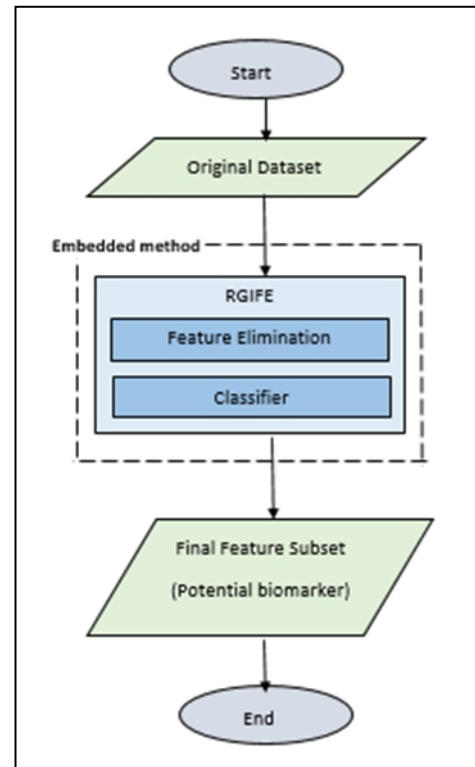 Start
Original Dataset
Embedded method
RGIFE
Feature Elimination
Classifier
Final Feature Subset
(Potential biomarker)
End